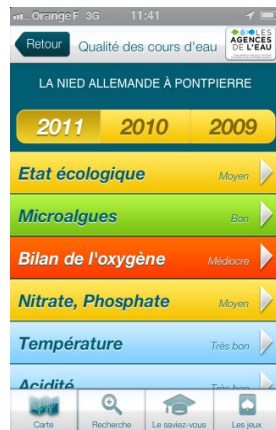 Orange F 3G 11:41
Retour Qualité des cours d'eau LES AGENCES DE L'EAU
LA NIED ALLEMANDE À PONTPIERRE
2011 2010 2009
Etat écologique Moyen
Microalgues Bon
Bilan de l'oxygène Médiocre
Nitrate, Phosphate Moyen
Température Très bon
Acidité Très bon
Carte Recherche Le saviez-vous Les jeux